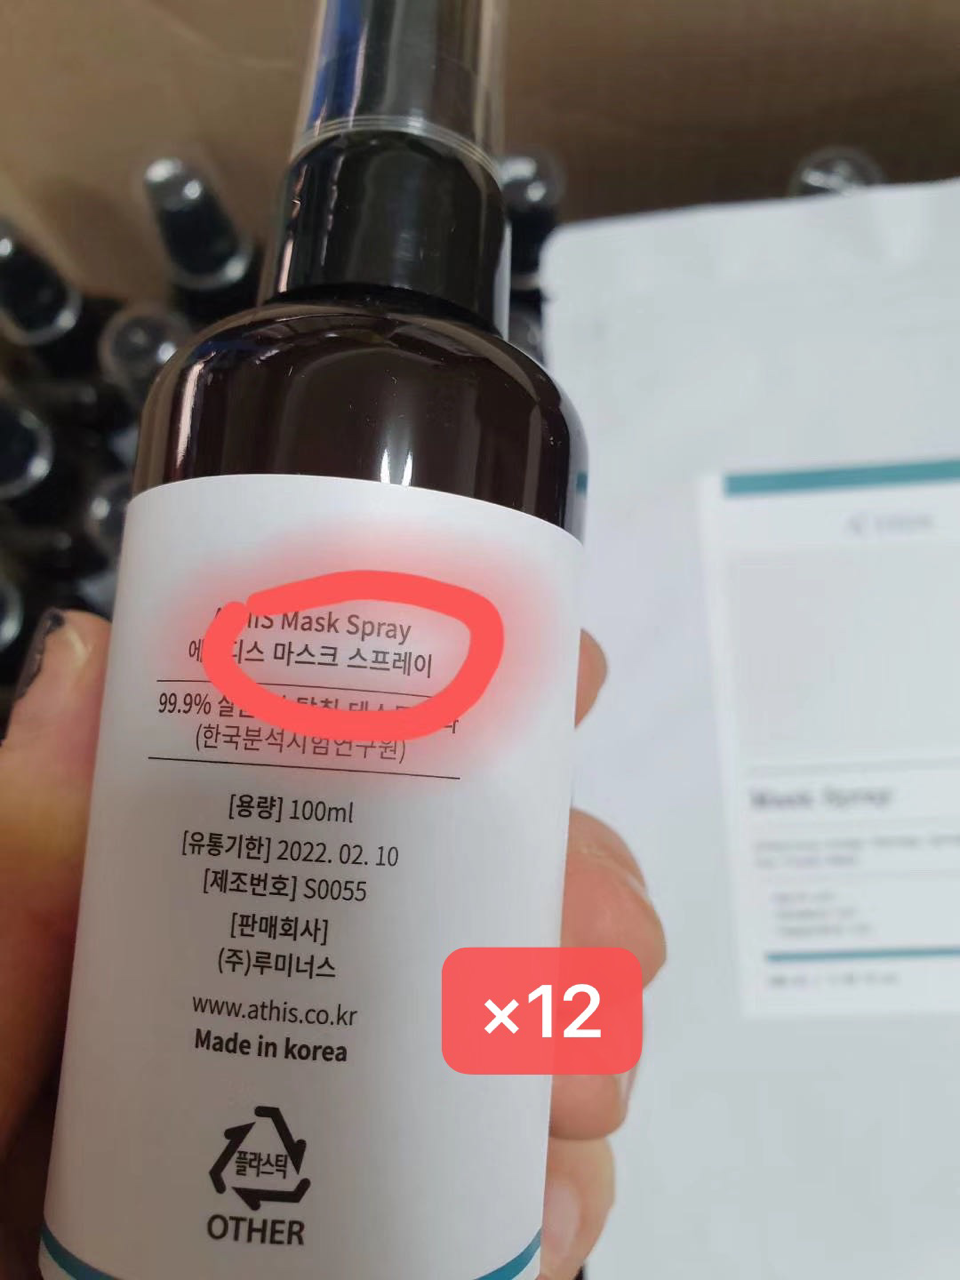 Mask Spray
마스크 스프레이
99.9%
(한국분석시험연구원)
[용량] 100ml
[유통기한] 2022. 02. 10
[제조번호] S0055
[판매회사]
(주)루미너스
www.athis.co.kr
Made in korea
플라스틱
OTHER
×12
Mask Spray